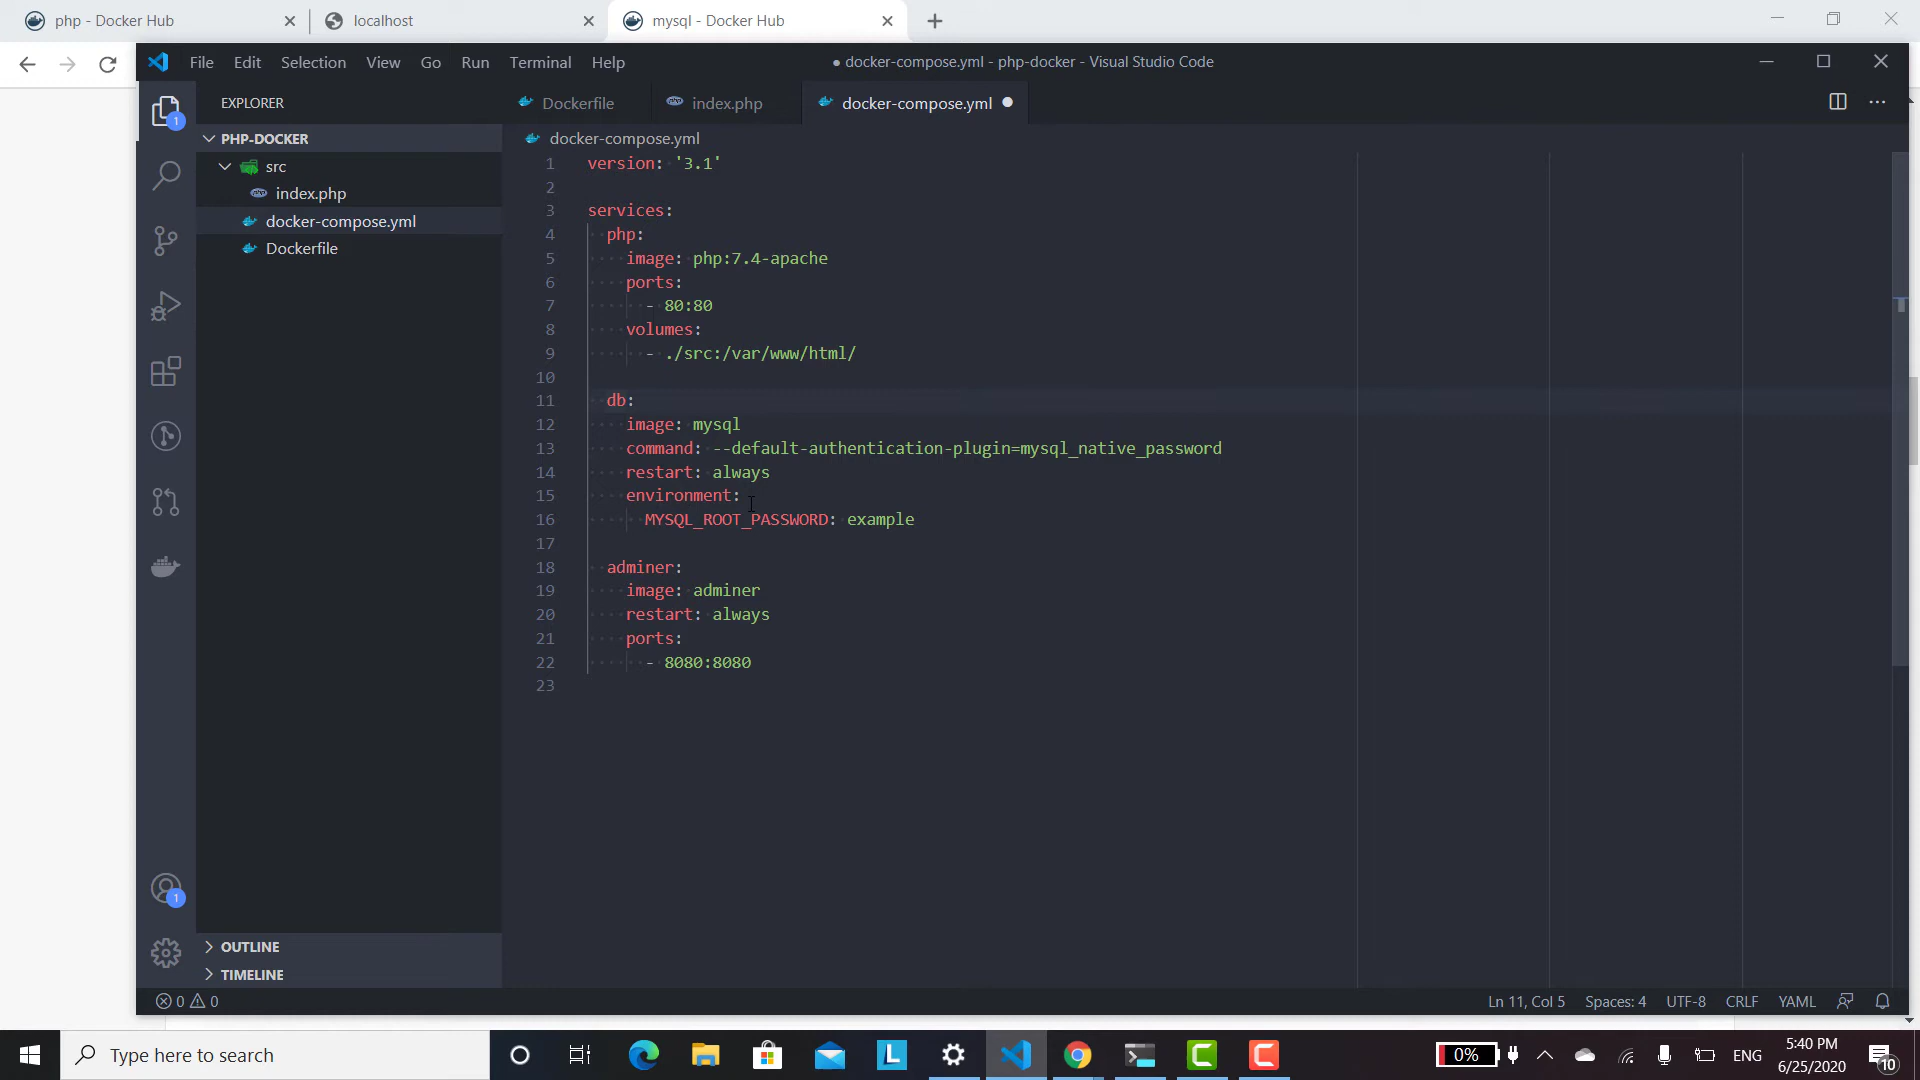 php - Docker Hub
localhost
mysql - Docker Hub
File Edit Selection View Go Run Terminal Help
● docker-compose.yml - php-docker - Visual Studio Code
1
EXPLORER
Dockerfile
index.php
docker-compose.yml
PHP-DOCKER
src
index.php
docker-compose.yml
Dockerfile
docker-compose.yml
1 version: '3.1'
2
3 services:
4 php:
5 image: php:7.4-apache
6 ports:
7 - 80:80
8 volumes:
9 - ./src:/var/www/html/
10
11 db:
12 image: mysql
13 command: --default-authentication-plugin=mysql_native_password
14 restart: always
15 environment:
16 MYSQL_ROOT_PASSWORD: example
17
18 adminer:
19 image: adminer
20 restart: always
21 ports:
22 - 8080:8080
23
1
OUTLINE
TIMELINE
0 0
Ln 11, Col 5 Spaces: 4 UTF-8 CRLF YAML
Type here to search
L
0%
ENG
5:40 PM
6/25/2020
10